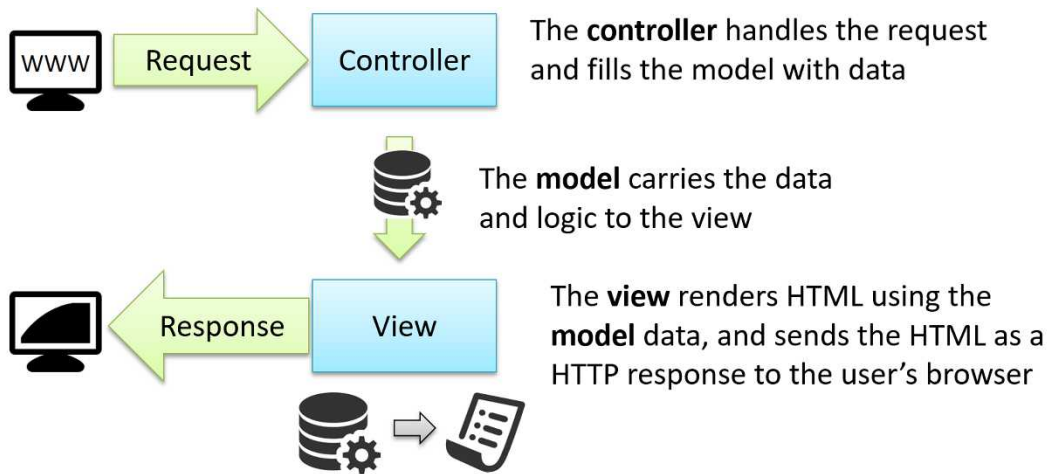 WWW
Request
Controller
The controller handles the request
and fills the model with data
The model carries the data
and logic to the view
Response
View
The view renders HTML using the
model data, and sends the HTML as a
HTTP response to the user’s browser